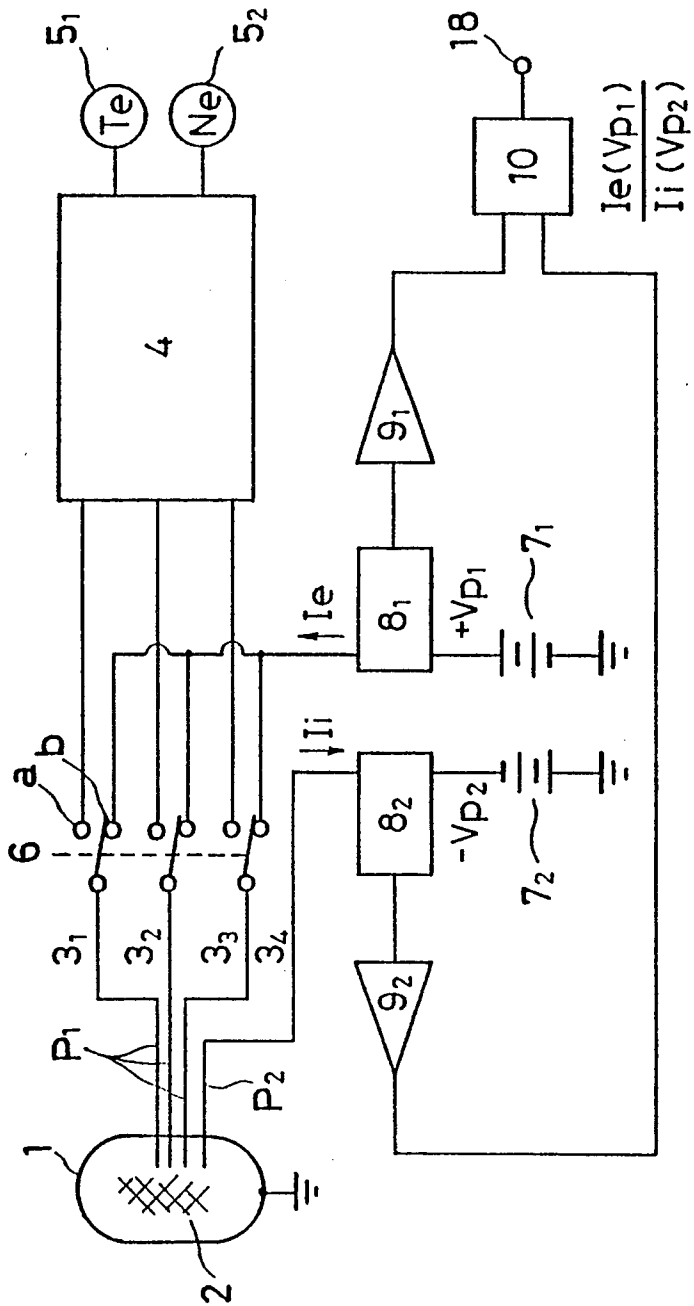 1
2
P₁
P₂
3₁
3₂
3₃
3₄
6
a
b
4
Te
5₁
Ne
5₂
Ii
Ie
8₂
-Vp₂
7₂
9₂
8₁
+Vp₁
7₁
9₁
10
18
Ie(Vp₁)
Ii(Vp₂)